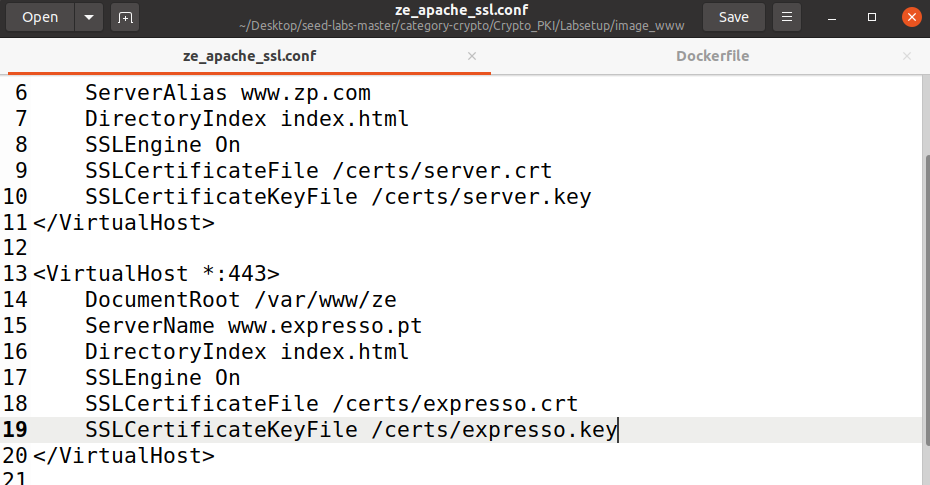 Open
ze_apache_ssl.conf
~/Desktop/seed-labs-master/category-crypto/Crypto_PKI/Labsetup/image_www
Save
ze_apache_ssl.conf
Dockerfile
6 ServerAlias www.zp.com
7 DirectoryIndex index.html
8 SSLEngine On
9 SSLCertificateFile /certs/server.crt
10 SSLCertificateKeyFile /certs/server.key
11 </VirtualHost>
12
13 <VirtualHost *:443>
14 DocumentRoot /var/www/ze
15 ServerName www.expresso.pt
16 DirectoryIndex index.html
17 SSLEngine On
18 SSLCertificateFile /certs/expresso.crt
19 SSLCertificateKeyFile /certs/expresso.key
20 </VirtualHost>
21